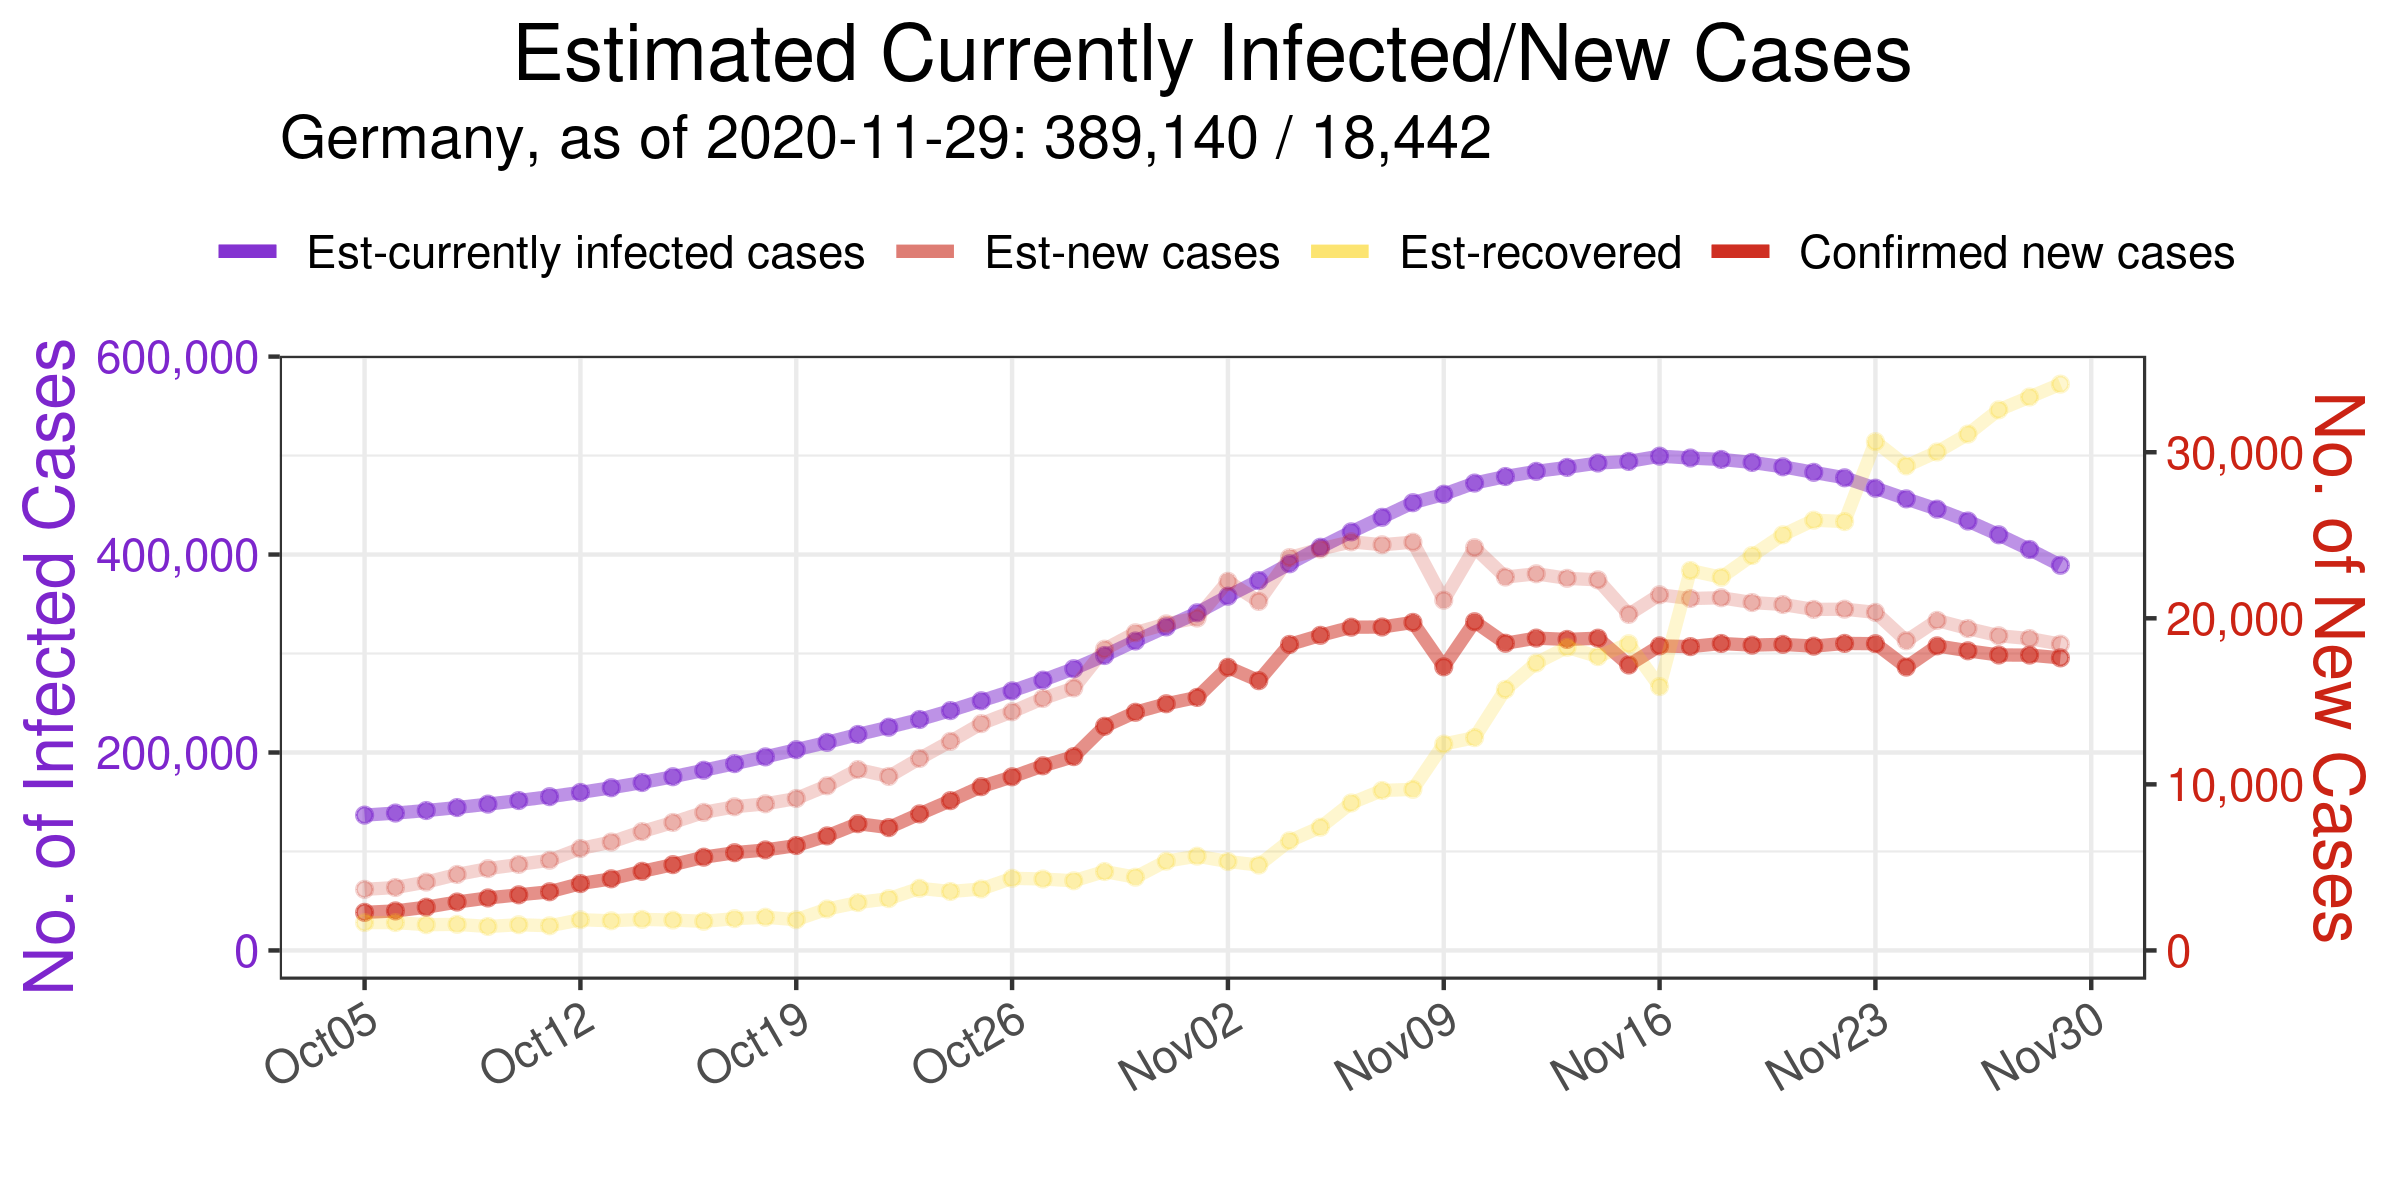 Estimated Currently Infected/New Cases
Germany, as of 2020-11-29: 389,140 / 18,442
Est-currently infected cases Est-new cases Est-recovered Confirmed new cases
No. of Infected Cases
600,000
400,000
200,000
0
30,000
20,000
10,000
0
No. of New Cases
Oct05 Oct12 Oct19 Oct26 Nov02 Nov09 Nov16 Nov23 Nov30